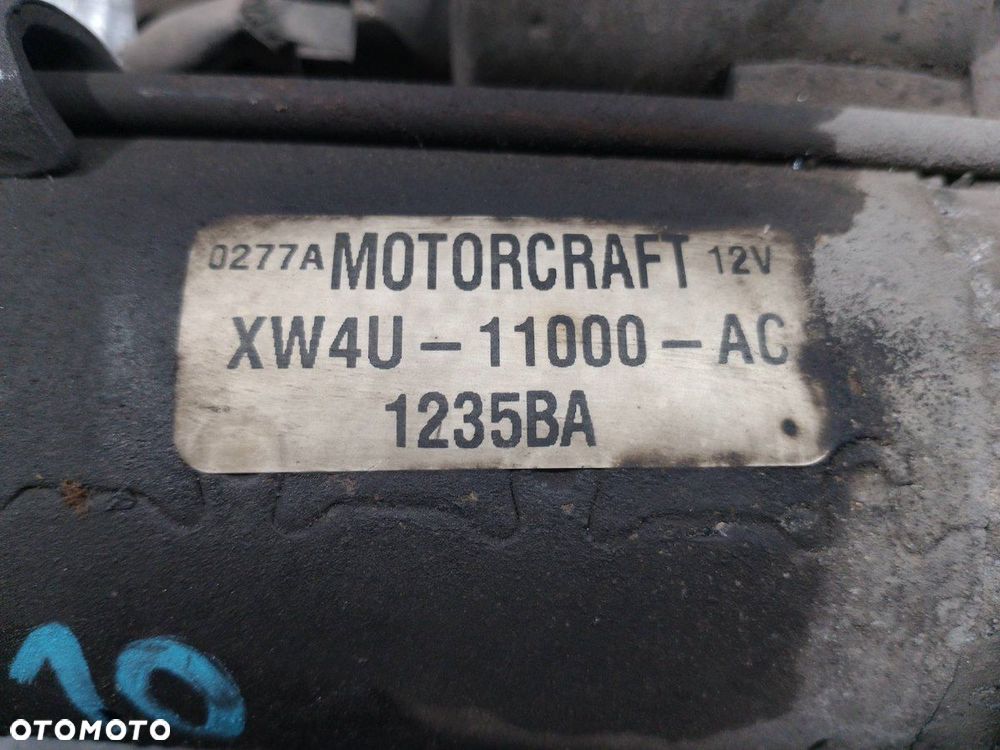 0277A MOTORCRAFT 12V
XW4U-11000-AC
1235BA
10
OTOMOTO